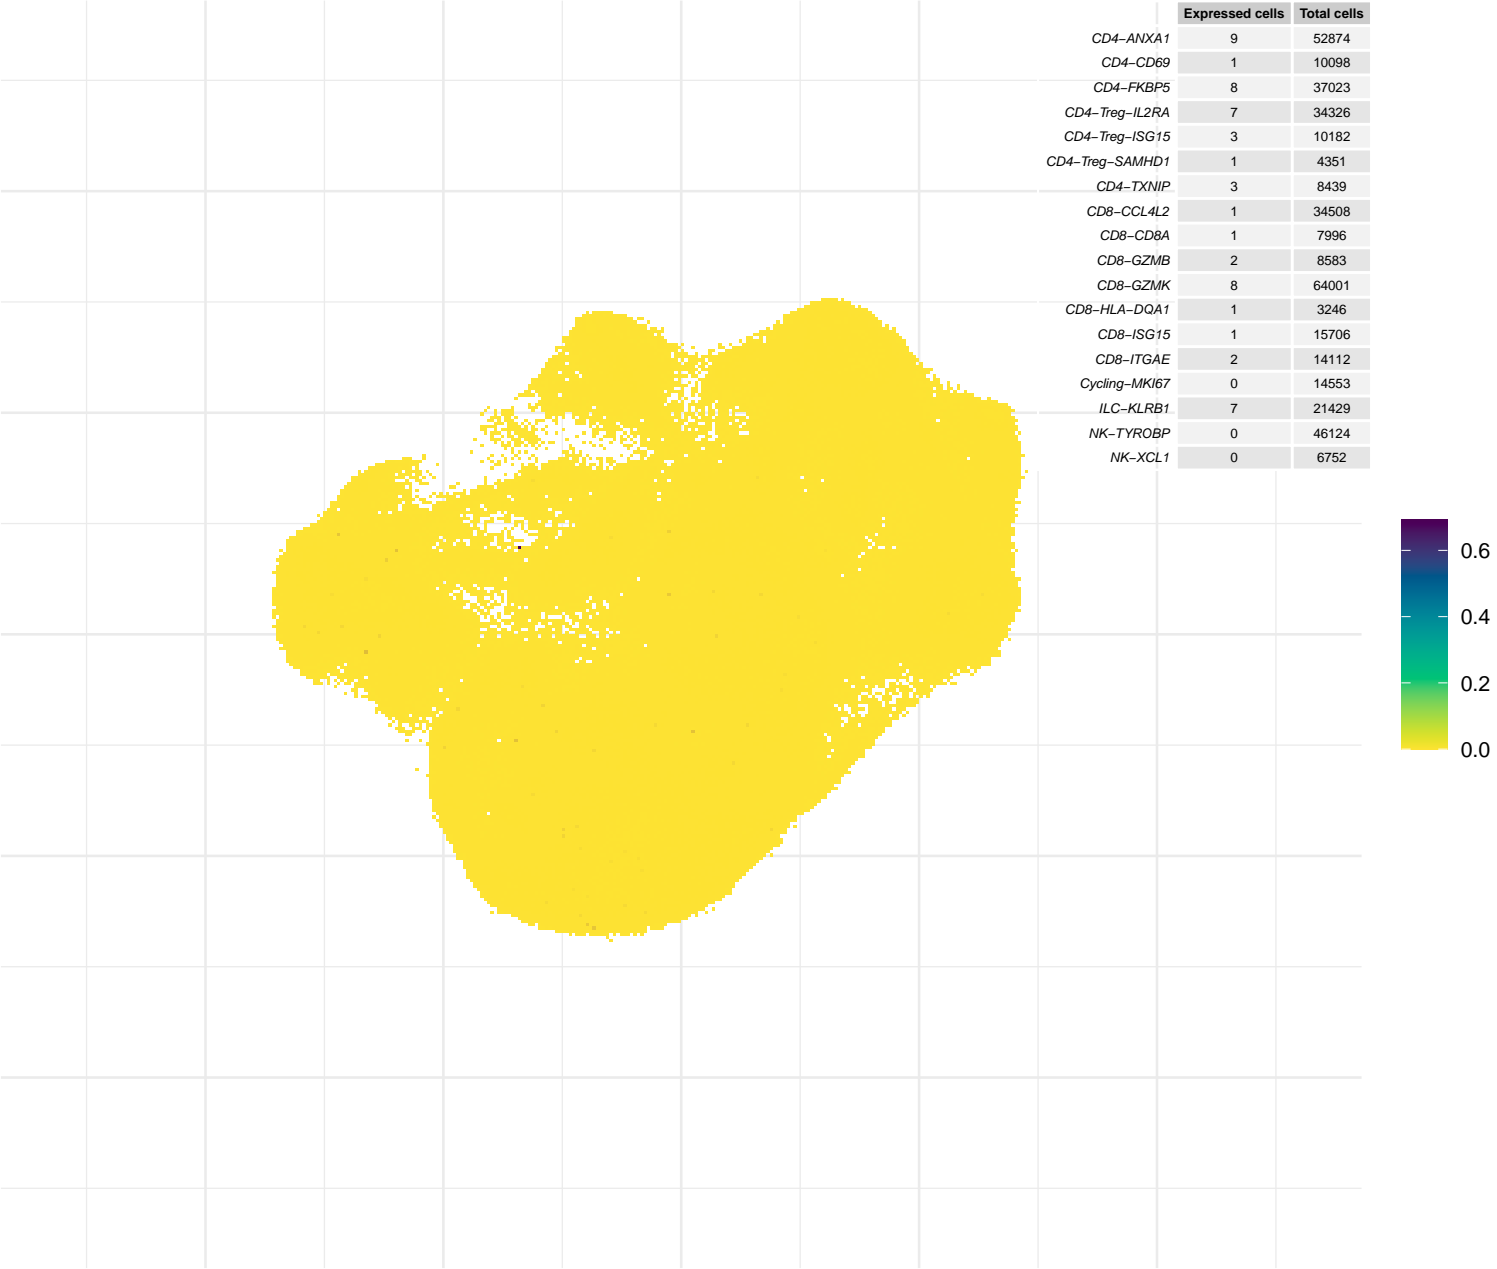 Expressed cells Total cells
CD4−ANXA1 9 52874
CD4−CD69 1 10098
CD4−FKBP5 8 37023
CD4−Treg−IL2RA 7 34326
CD4−Treg−ISG15 3 10182
CD4−Treg−SAMHD1 1 4351
CD4−TXNIP 3 8439
CD8−CCL4L2 1 34508
CD8−CD8A 1 7996
CD8−GZMB 2 8583
CD8−GZMK 8 64001
CD8−HLA−DQA1 1 3246
CD8−ISG15 1 15706
CD8−ITGAE 2 14112
Cycling−MKI67 0 14553
ILC−KLRB1 7 21429
NK−TYROBP 0 46124
NK−XCL1 0 6752
0.6
0.4
0.2
0.0